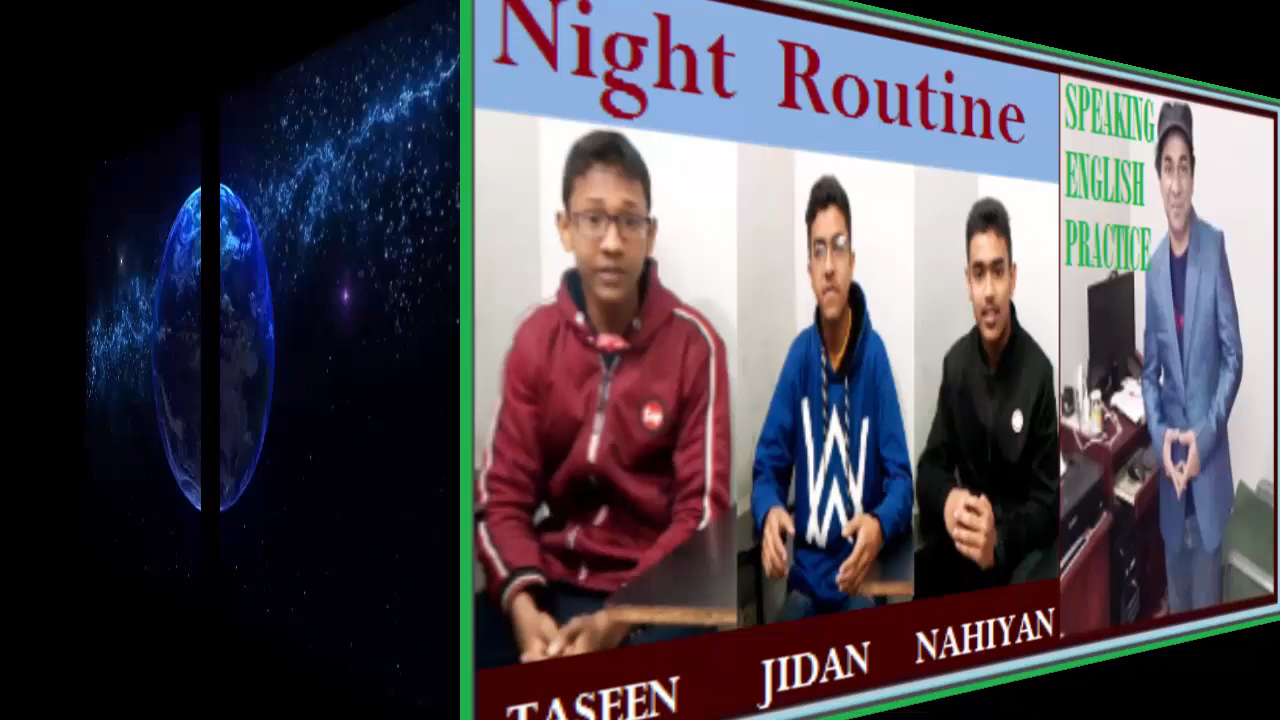 Night Routine
SPEAKING
ENGLISH
PRACTICE
TASEEN
JIDAN
NAHIYAN